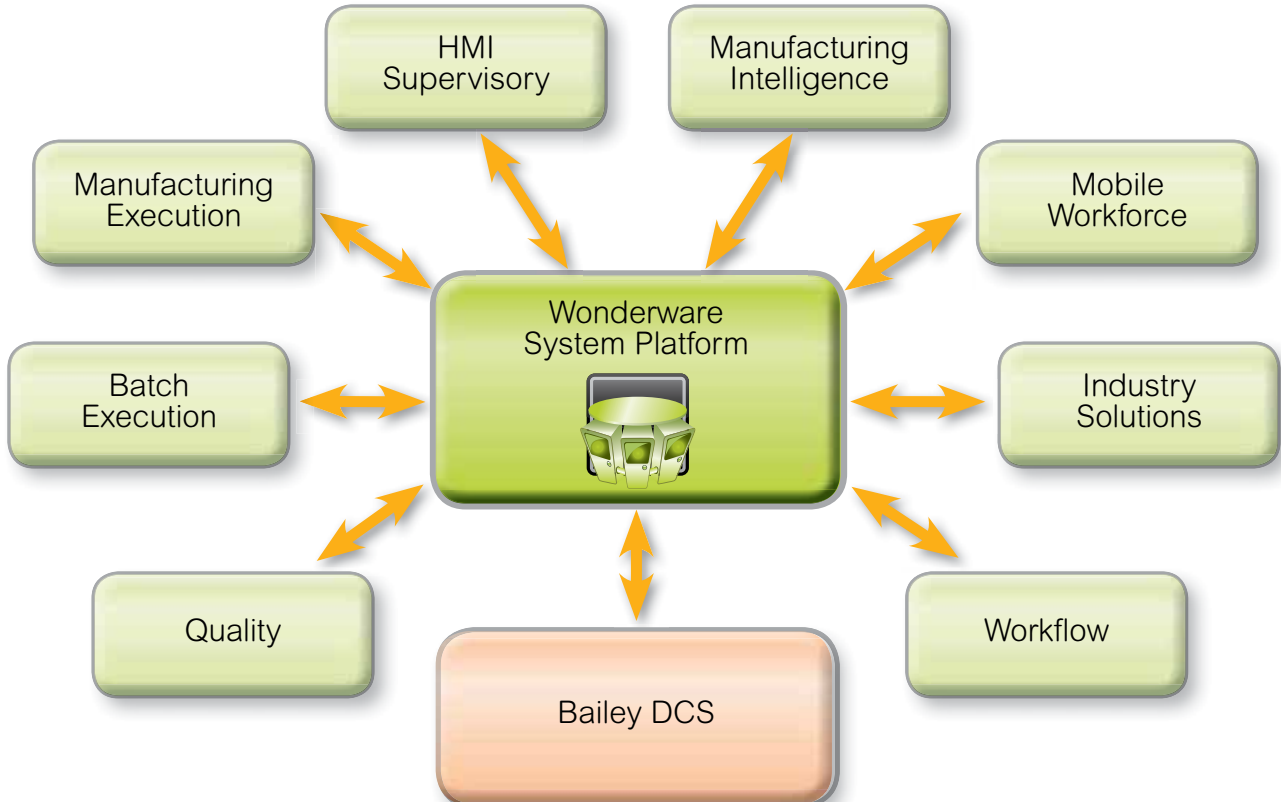 HMI
Supervisory
Manufacturing
Intelligence
Manufacturing
Execution
Mobile
Workforce
Wonderware
System Platform
Batch
Execution
Industry
Solutions
Quality
Workflow
Bailey DCS